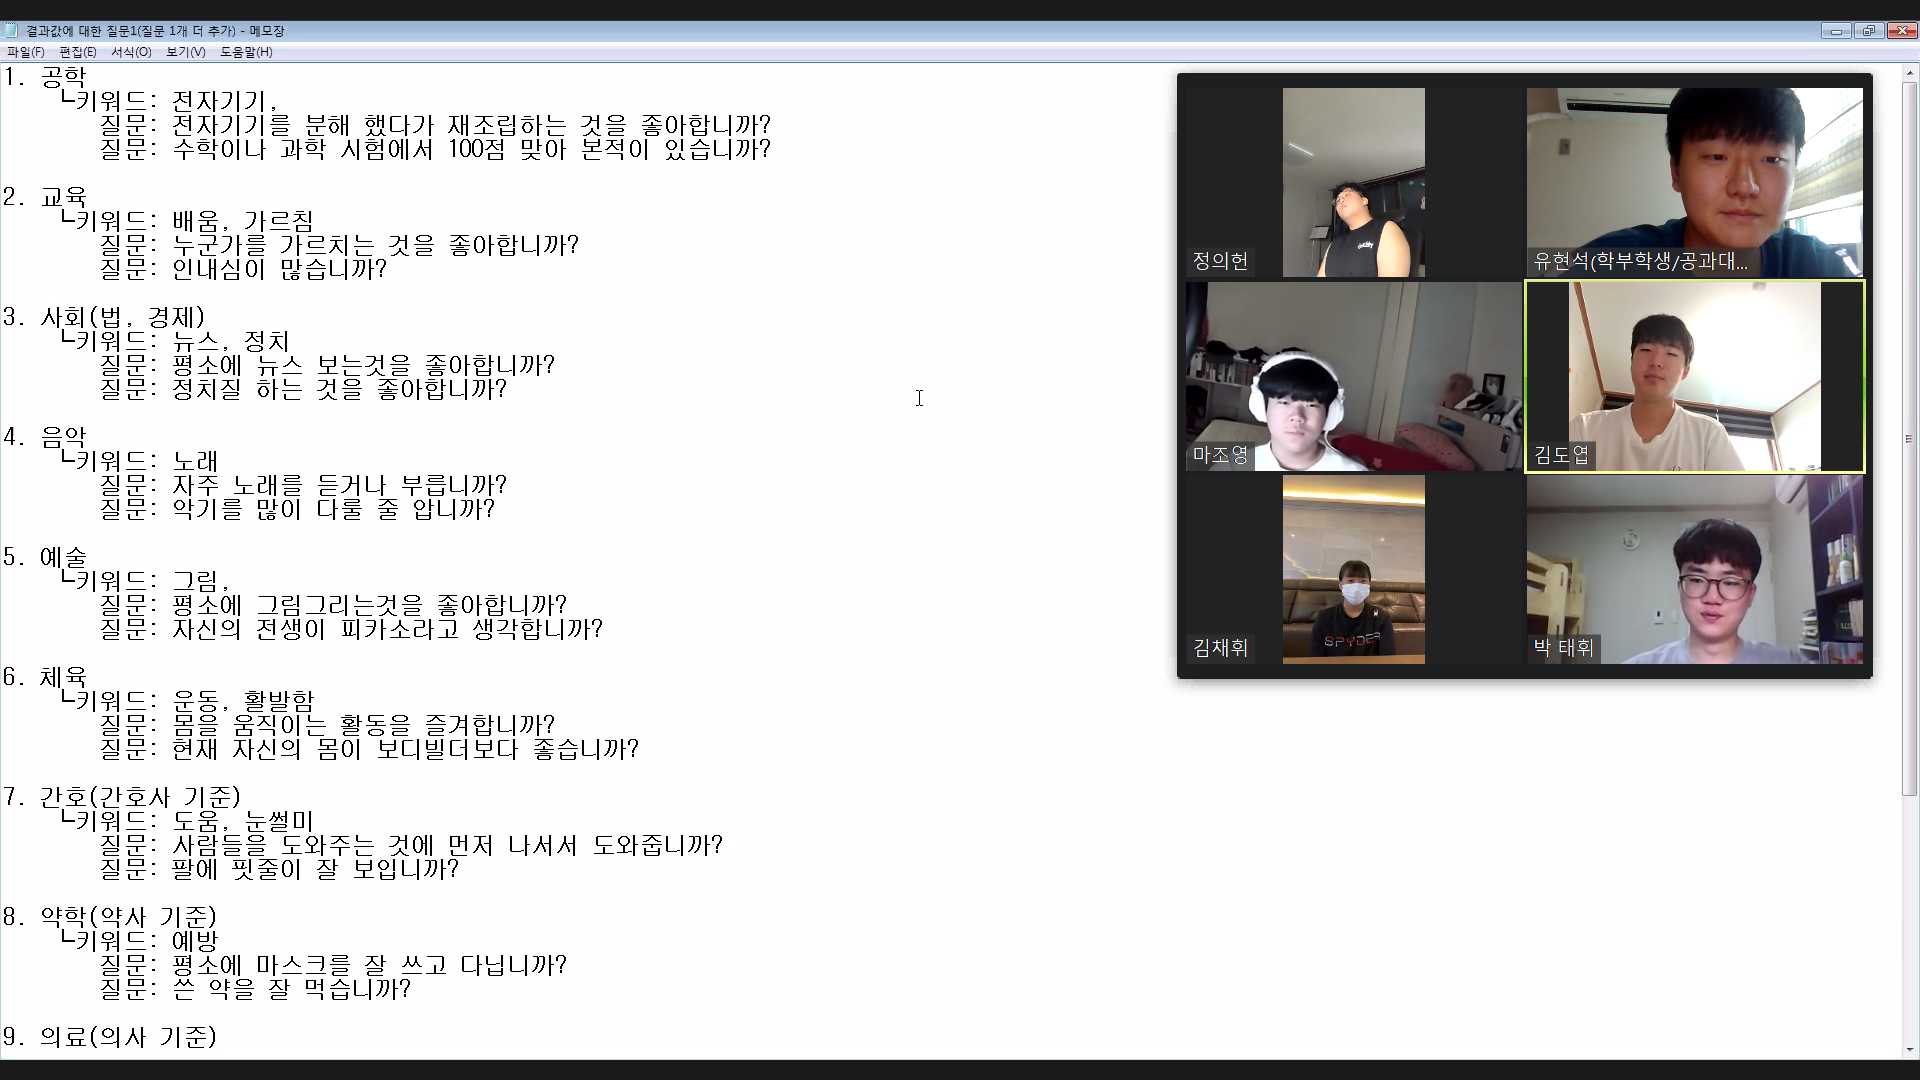 결과값에 대한 질문1(질문 1개 더 추가) - 메모장
파일(F) 편집(E) 서식(O) 보기(V) 도움말(H)
1. 공학
┗키워드: 전자기기,
질문: 전자기기를 분해 했다가 재조립하는 것을 좋아합니까?
질문: 수학이나 과학 시험에서 100점 맞아 본적이 있습니까?
2. 교육
┗키워드: 배움, 가르침
질문: 누군가를 가르치는 것을 좋아합니까?
질문: 인내심이 많습니까?
3. 사회(법, 경제)
┗키워드: 뉴스, 정치
질문: 평소에 뉴스 보는것을 좋아합니까?
질문: 정치질 하는 것을 좋아합니까?
4. 음악
┗키워드: 노래
질문: 자주 노래를 듣거나 부릅니까?
질문: 악기를 많이 다룰 줄 압니까?
5. 예술
┗키워드: 그림,
질문: 평소에 그림그리는것을 좋아합니까?
질문: 자신의 전생이 피카소라고 생각합니까?
6. 체육
┗키워드: 운동, 활발함
질문: 몸을 움직이는 활동을 즐겨합니까?
질문: 현재 자신의 몸이 보디빌더보다 좋습니까?
7. 간호(간호사 기준)
┗키워드: 도움, 눈썰미
질문: 사람들을 도와주는 것에 먼저 나서서 도와줍니까?
질문: 팔에 핏줄이 잘 보입니까?
8. 약학(약사 기준)
┗키워드: 예방
질문: 평소에 마스크를 잘 쓰고 다닙니까?
질문: 쓴 약을 잘 먹습니까?
9. 의료(의사 기준)
정의헌
유현석(학부학생/공과대...
마조영
김도엽
SPYDER
김채휘
박 태휘